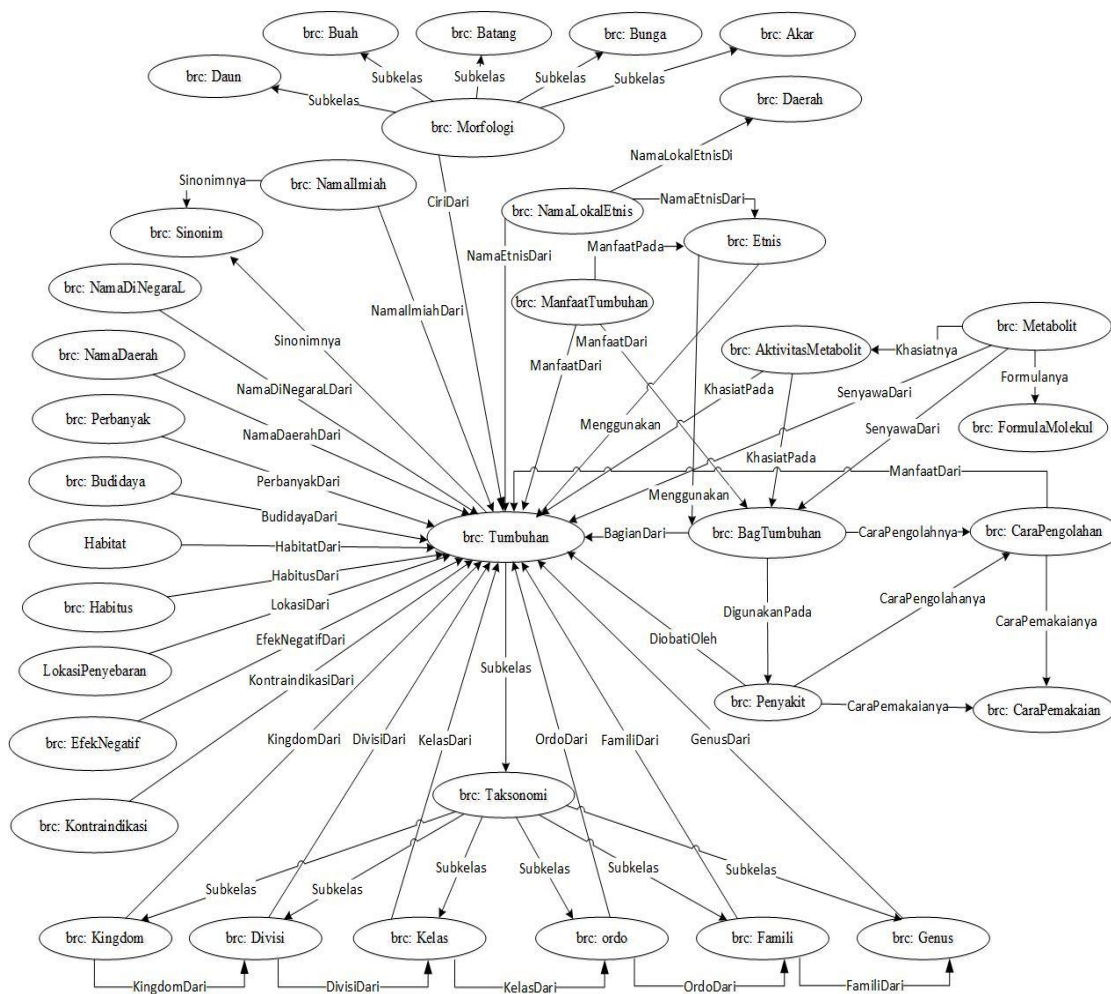 brc: Buah
brc: Batang
brc: Bunga
brc: Akar
brc: Daun
Subkelas
Subkelas
Subkelas
Subkelas
Subkelas
brc: Morfologi
brc: Daerah
NamaLokalEtnisDi
Sinonimnya
brc: NamaIlmiah
CiriDari
brc: NamaLokalEtnis
NamaEtnisDari
brc: Sinonim
brc: Etnis
ManfaatPada
NamaEtnisDari
brc: NamaDiNegaraL
brc: ManfaatTumbuhan
NamaIlmiahDari
brc: Metabolit
Sinonimnya
ManfaatDari
brc: AktivitasMetabolit
Khasiatnya
brc: NamaDaerah
ManfaatDari
Formulanya
NamaDiNegaraLDari
KhasiatPada
SenyawaDari
brc: Perbanyak
Menggunakan
SenyawaDari
brc: FormulaMolekul
NamaDaerahDari
KhasiatPada
ManfaatDari
PerbanyakDari
Menggunakan
brc: Budidaya
BudidayaDari
brc: Tumbuhan
BagianDari
brc: BagTumbuhan
CaraPengolahnya
brc: CaraPengolahan
Habitat
HabitatDari
HabitusDari
CaraPengolahanya
brc: Habitus
LokasiDari
DigunakanPada
EfekNegatifDari
DiobatiOleh
CaraPemakaianya
LokasiPenyebaran
Subkelas
KontraindikasiDari
brc: Penyakit
CaraPemakaianya
brc: CaraPemakaian
brc: EfekNegatif
KingdomDari
DivisiDari
KelasDari
OrdoDari
FamiliDari
GenusDari
brc: Taksonomi
brc: Kontraindikasi
Subkelas
Subkelas
Subkelas
Subkelas
Subkelas
Subkelas
brc: Kingdom
brc: Divisi
brc: Kelas
brc: ordo
brc: Famili
brc: Genus
KingdomDari
DivisiDari
KelasDari
OrdoDari
FamiliDari